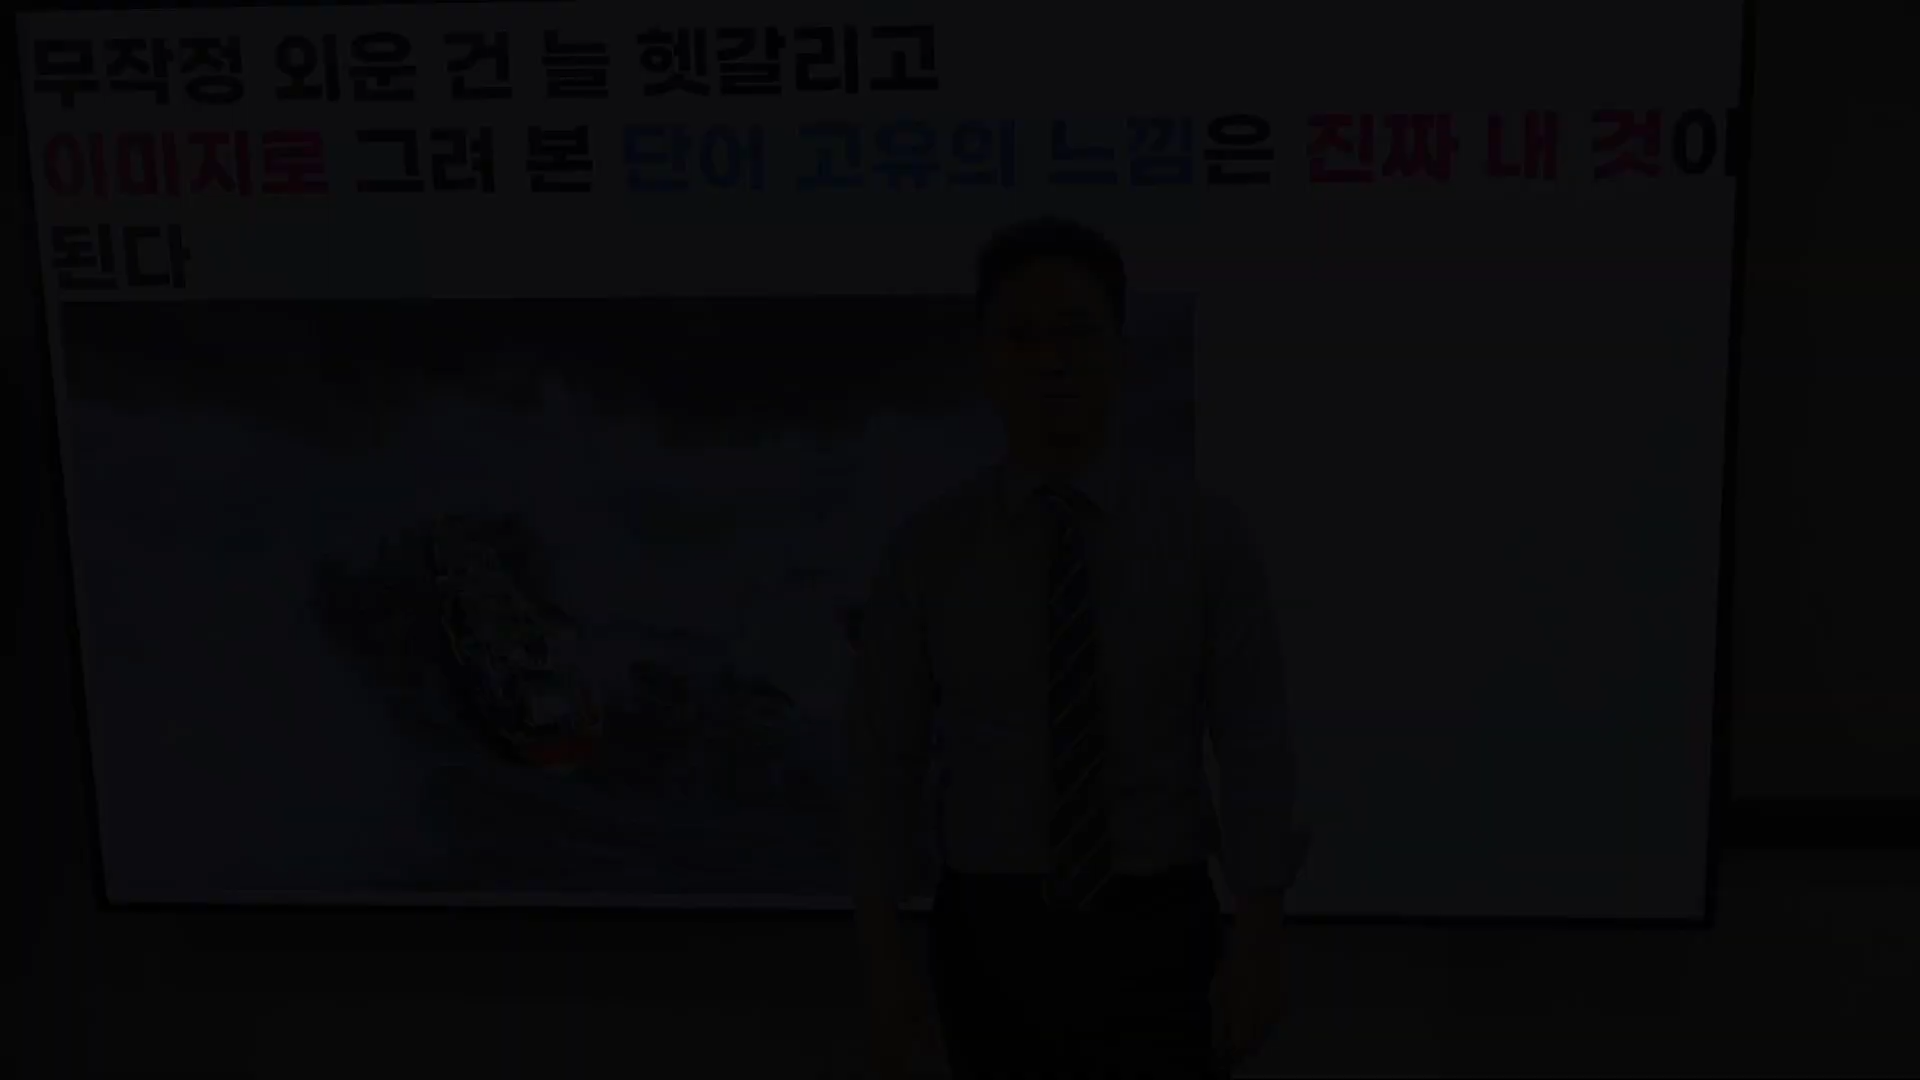 무작정 외운 건 늘 헷갈리고
이미지로 그려 본 단어 고유의 느낌은 진짜 내 것이
된다